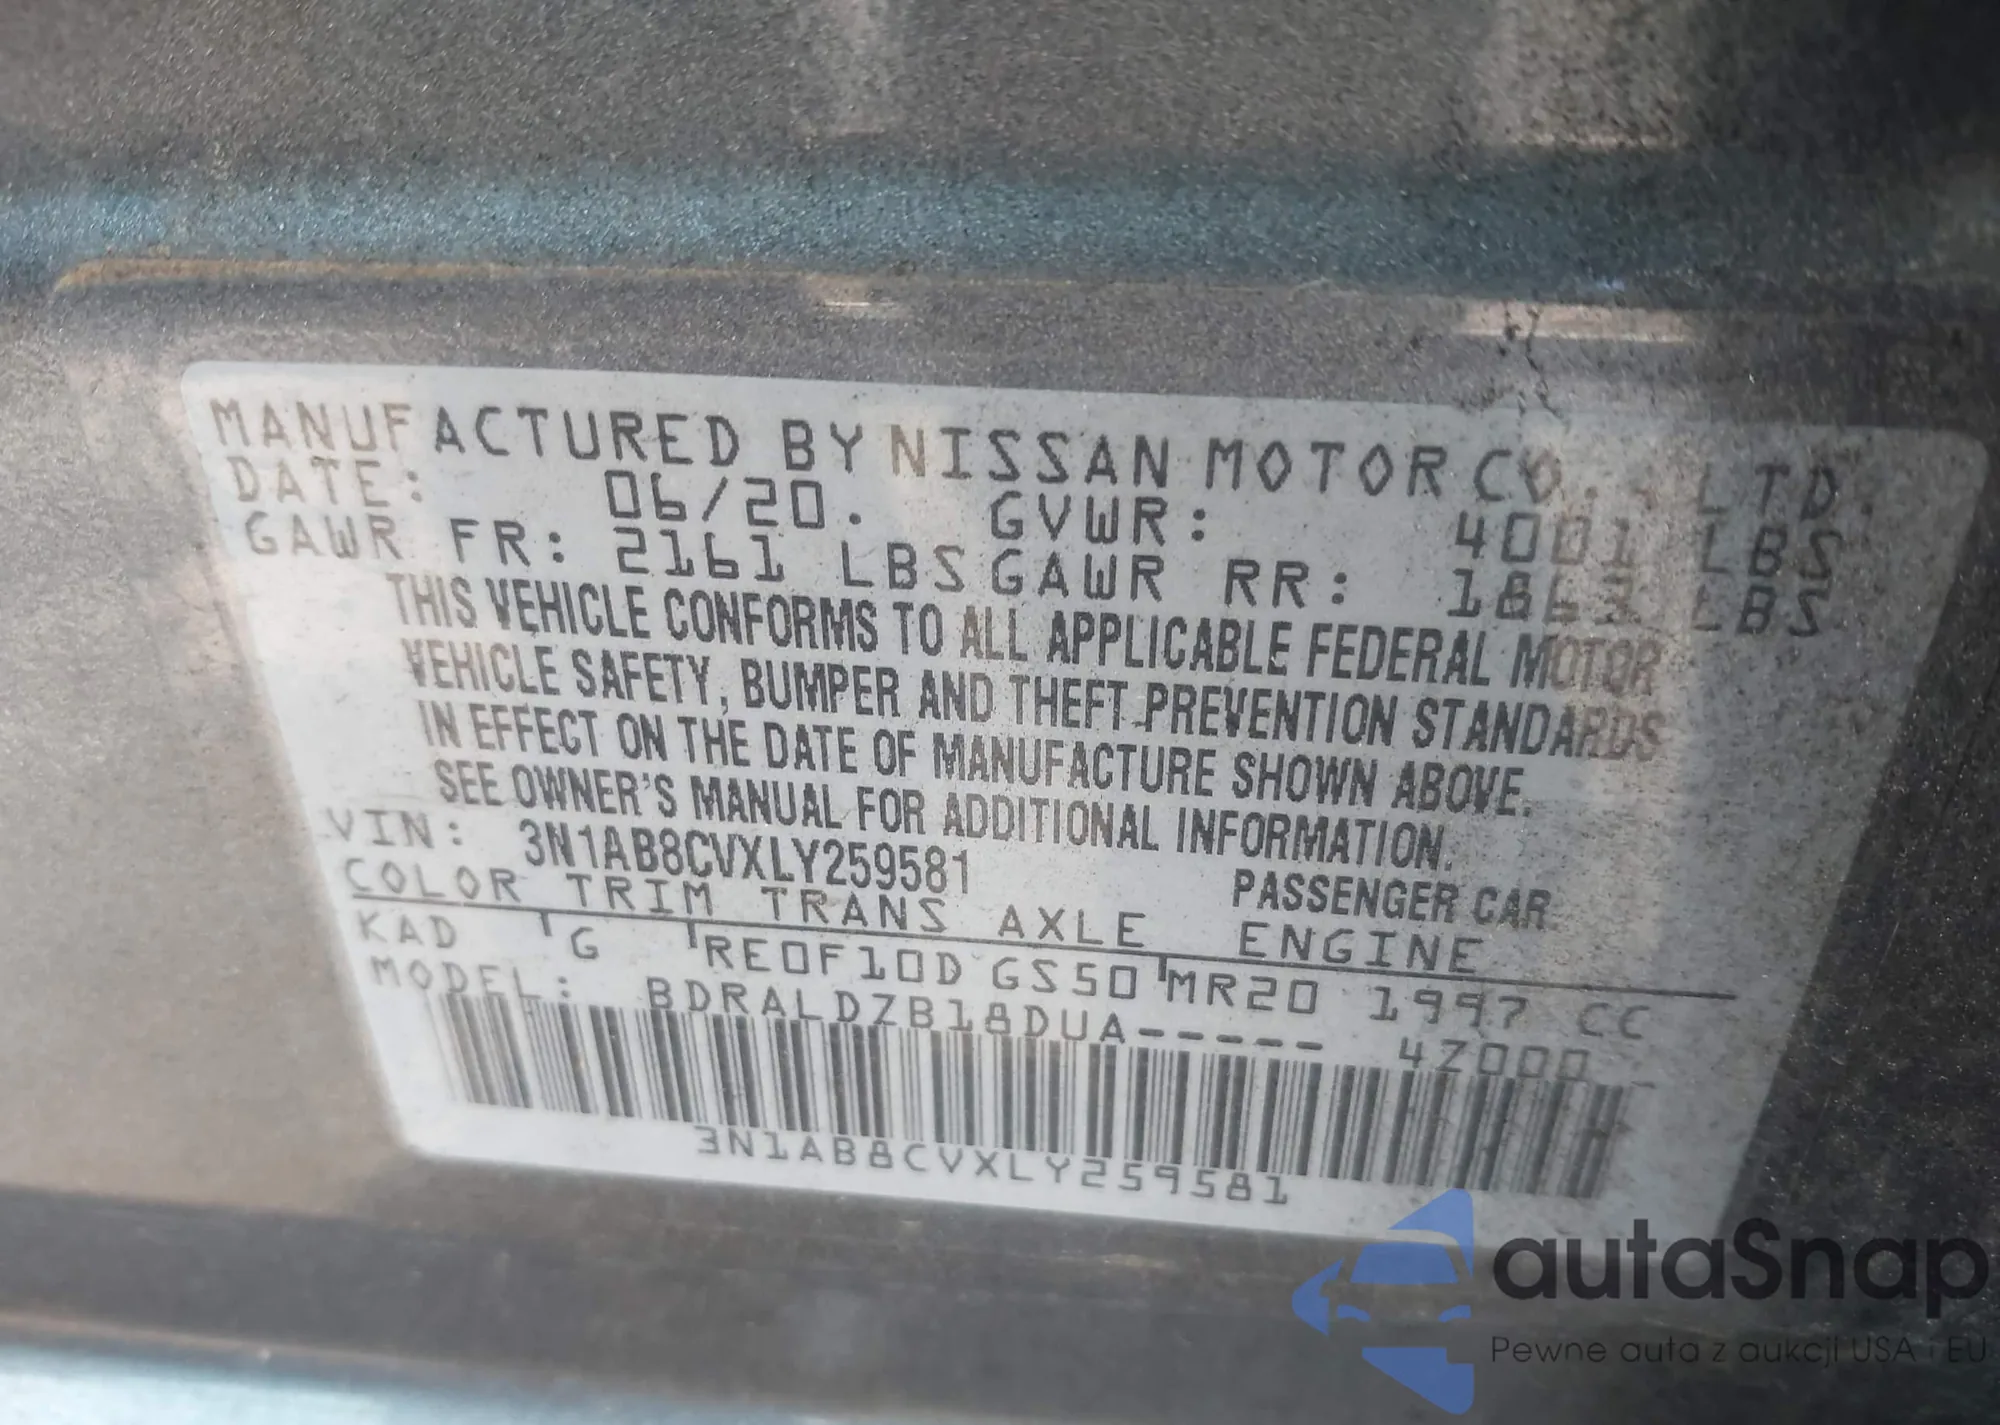 MANUFACTURED BY NISSAN MOTOR CO., LTD.
DATE: 06/20. GVWR: 4001 LBS
GAWR FR: 2161 LBS GAWR RR: 1863 LBS
THIS VEHICLE CONFORMS TO ALL APPLICABLE FEDERAL MOTOR
VEHICLE SAFETY, BUMPER AND THEFT PREVENTION STANDARDS
IN EFFECT ON THE DATE OF MANUFACTURE SHOWN ABOVE.
SEE OWNER'S MANUAL FOR ADDITIONAL INFORMATION.
VIN: 3N1AB8CVXLY259581 PASSENGER CAR
COLOR TRIM TRANS AXLE ENGINE
KAD G RE0F10D GS50 MR20 1997 CC
MODEL: BDRALDZB18DUA----- 4Z000
3N1AB8CVXLY259581
autaSnap
Pewne auta z aukcji USA i EU